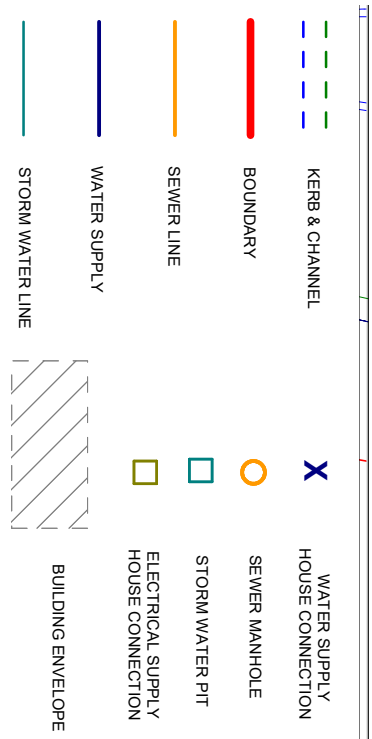 KERB & CHANNEL
BOUNDARY
SEWER LINE
WATER SUPPLY
STORM WATER LINE
X
WATER SUPPLY
HOUSE CONNECTION
SEWER MANHOLE
STORM WATER PIT
ELECTRICAL SUPPLY
HOUSE CONNECTION
BUILDING ENVELOPE